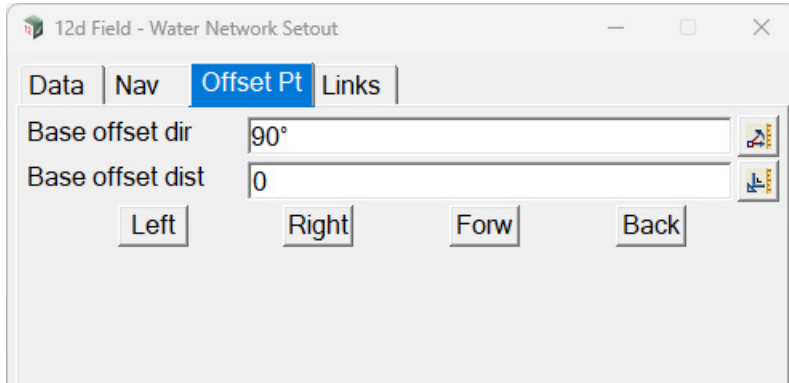 12d Field - Water Network Setout
Data Nav Offset Pt Links
Base offset dir 90°
Base offset dist 0
Left Right Forw Back